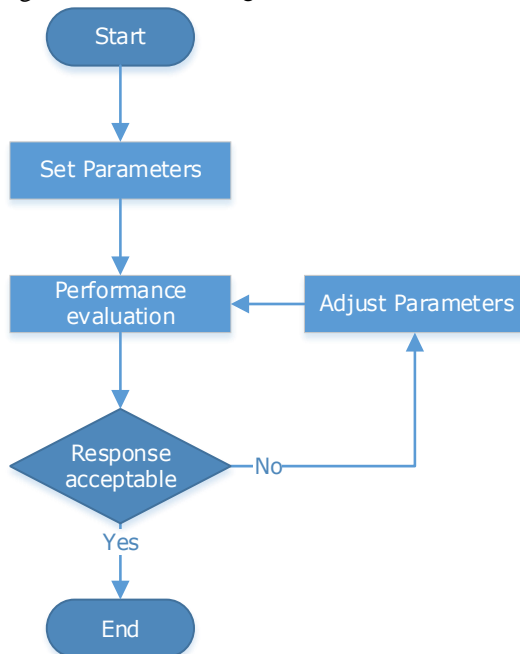 Start
Set Parameters
Performance
evaluation
Adjust Parameters
Response
acceptable
No
Yes
End